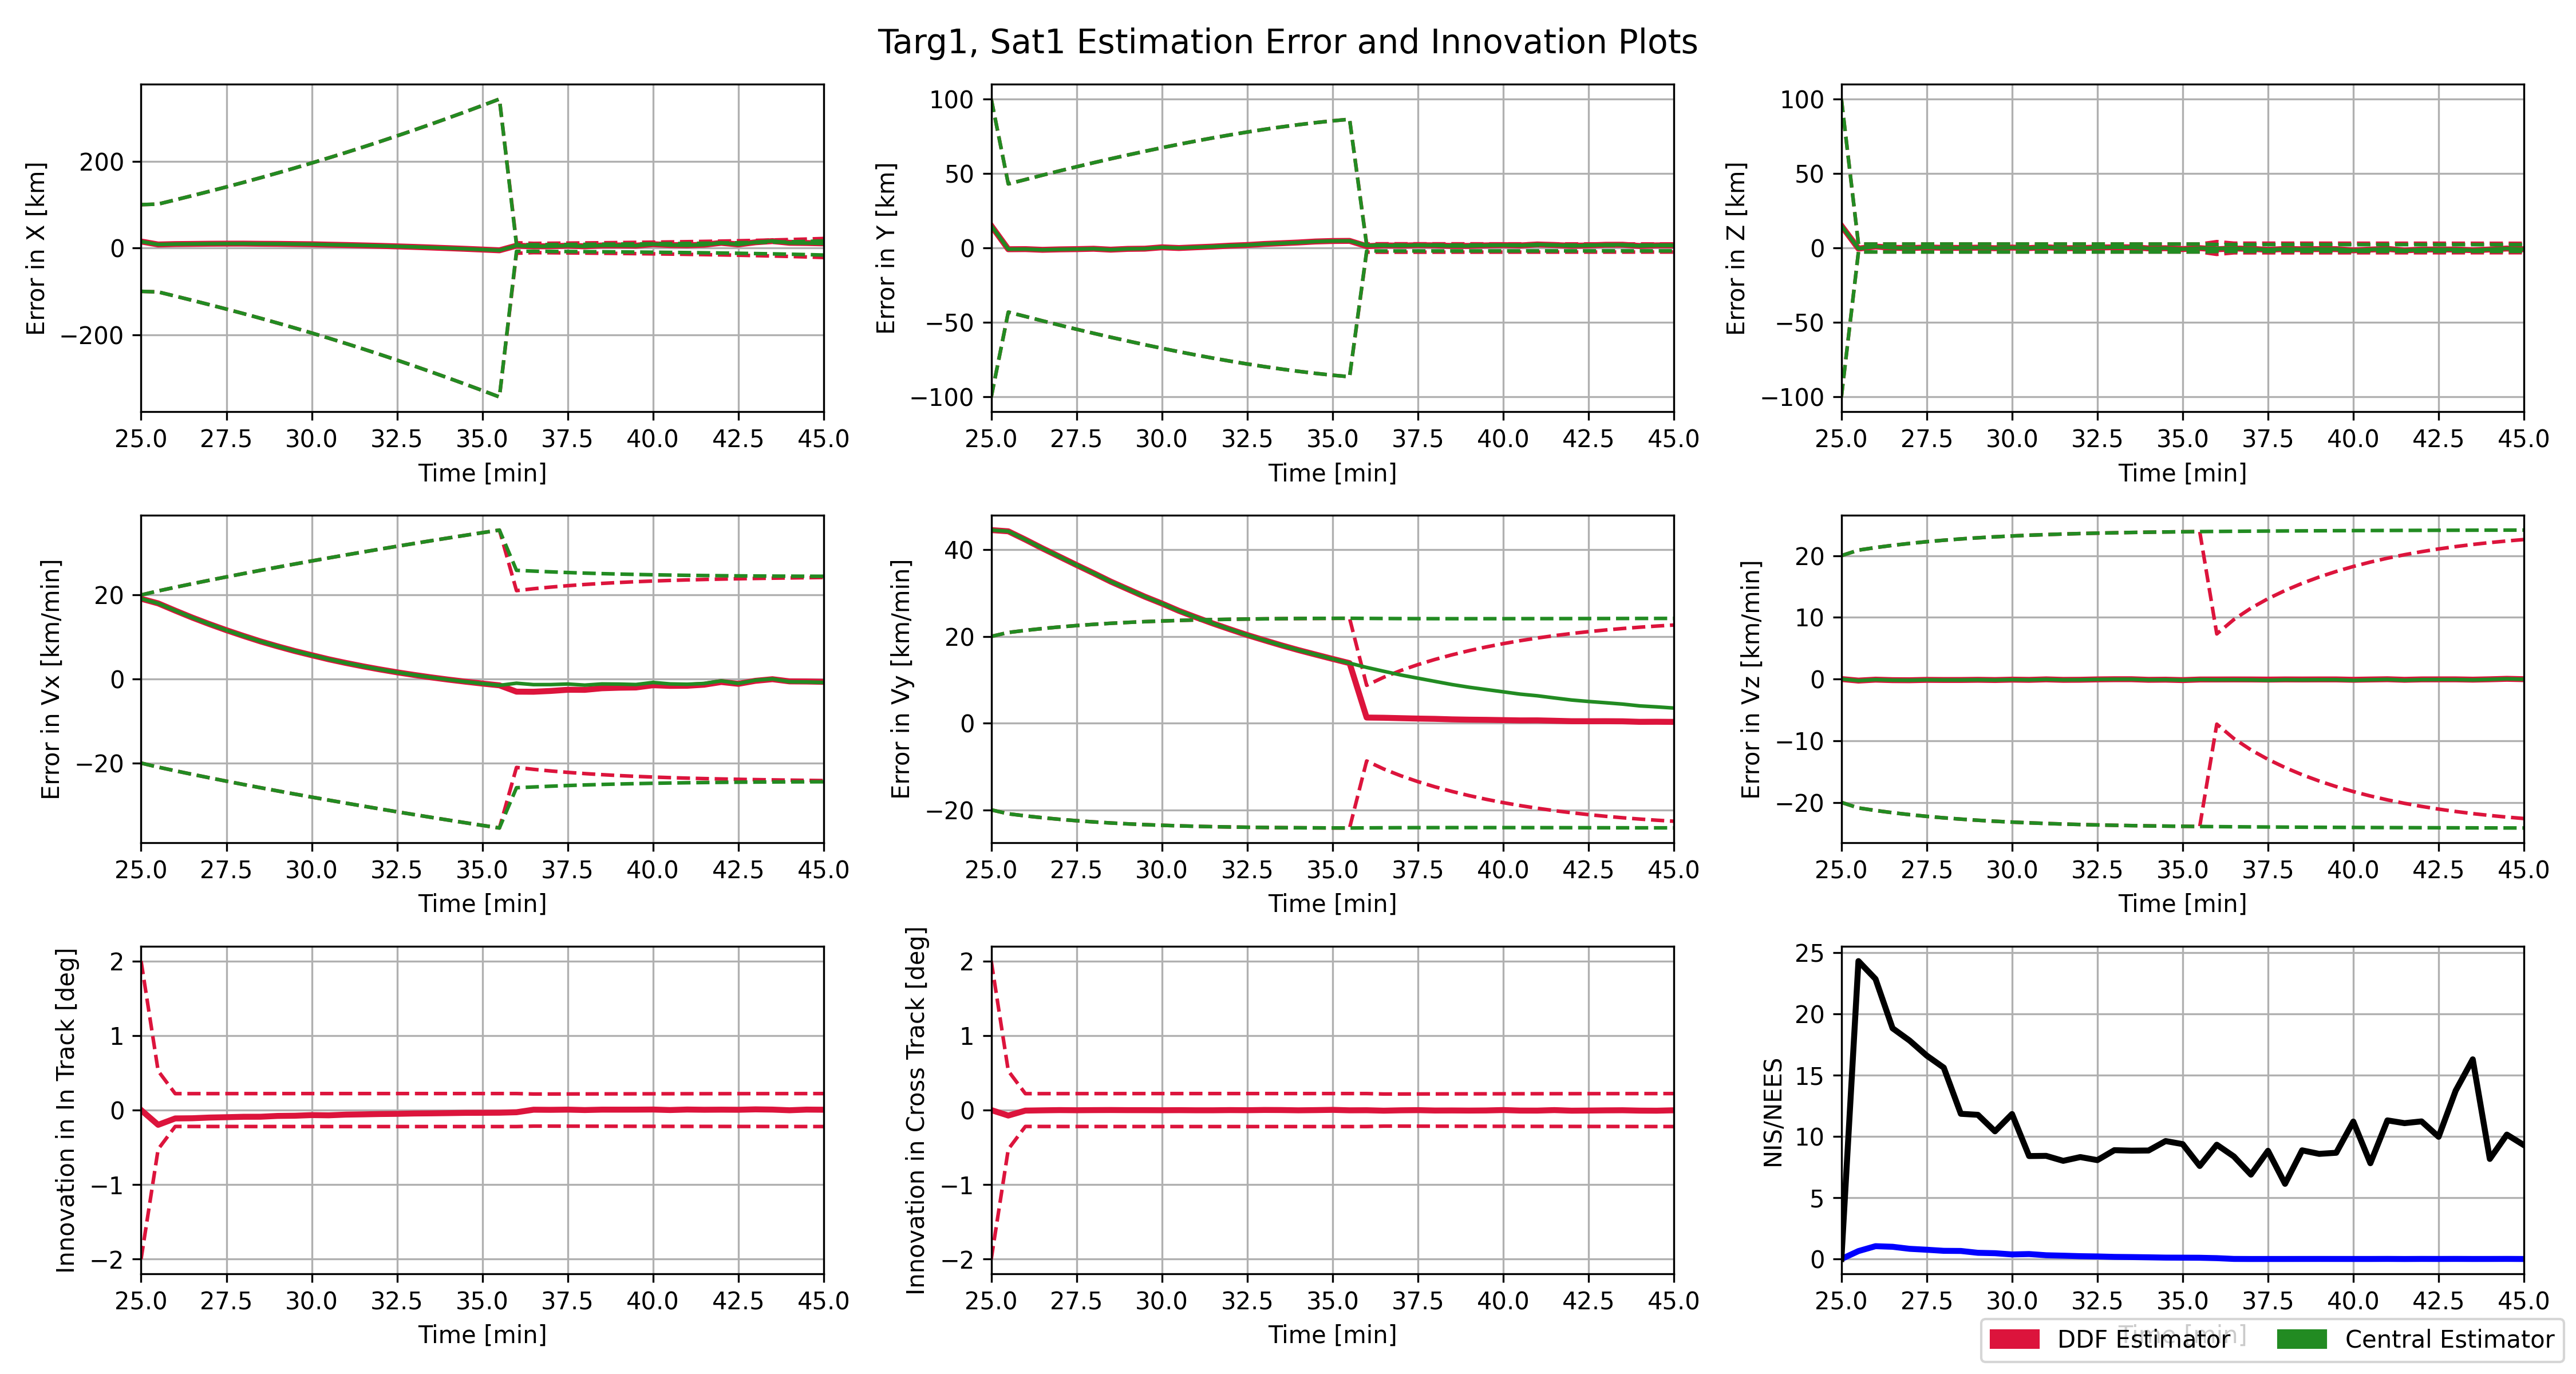 Targ1, Sat1 Estimation Error and Innovation Plots
Error in X [km]
200
0
−200
25.0 27.5 30.0 32.5 35.0 37.5 40.0 42.5 45.0
Time [min]
Error in Y [km]
100
50
0
−50
−100
25.0 27.5 30.0 32.5 35.0 37.5 40.0 42.5 45.0
Time [min]
Error in Z [km]
100
50
0
−50
−100
25.0 27.5 30.0 32.5 35.0 37.5 40.0 42.5 45.0
Time [min]
Error in Vx [km/min]
20
0
−20
25.0 27.5 30.0 32.5 35.0 37.5 40.0 42.5 45.0
Time [min]
Error in Vy [km/min]
40
20
0
−20
25.0 27.5 30.0 32.5 35.0 37.5 40.0 42.5 45.0
Time [min]
Error in Vz [km/min]
20
10
0
−10
−20
25.0 27.5 30.0 32.5 35.0 37.5 40.0 42.5 45.0
Time [min]
Innovation in In Track [deg]
2
1
0
−1
−2
25.0 27.5 30.0 32.5 35.0 37.5 40.0 42.5 45.0
Time [min]
Innovation in Cross Track [deg]
2
1
0
−1
−2
25.0 27.5 30.0 32.5 35.0 37.5 40.0 42.5 45.0
Time [min]
NIS/NEES
25
20
15
10
5
0
25.0 27.5 30.0 32.5 35.0 37.5 40.0 42.5 45.0
Time [min]
DDF Estimator Central Estimator